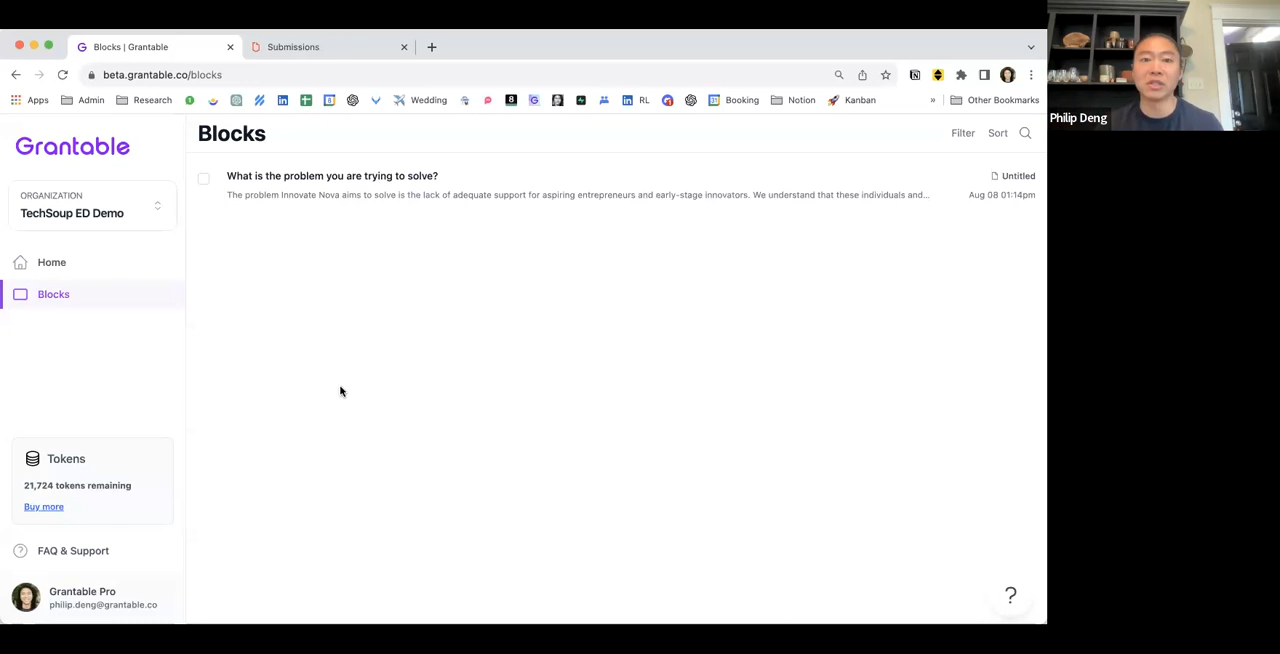 Blocks | Grantable
Submissions
beta.grantable.co/blocks
Apps Admin Research Wedding RL Booking Notion Kanban » Other Bookmarks
Grantable
ORGANIZATION
TechSoup ED Demo
Home
Blocks
Tokens
21,724 tokens remaining
Buy more
FAQ & Support
Grantable Pro
philip.deng@grantable.co
Blocks
Filter Sort
What is the problem you are trying to solve? Untitled
The problem Innovate Nova aims to solve is the lack of adequate support for aspiring entrepreneurs and early-stage innovators. We understand that these individuals and... Aug 08 01:14pm
?
Philip Deng